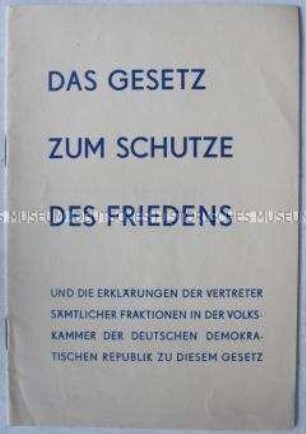 DAS GESETZ
ZUM SCHUTZE
DES FRIEDENS
UND DIE ERKLÄRUNGEN DER VERTRETER
SÄMTLICHER FRAKTIONEN IN DER VOLKS-
KAMMER DER DEUTSCHEN DEMOKRA-
TISCHEN REPUBLIK ZU DIESEM GESETZ